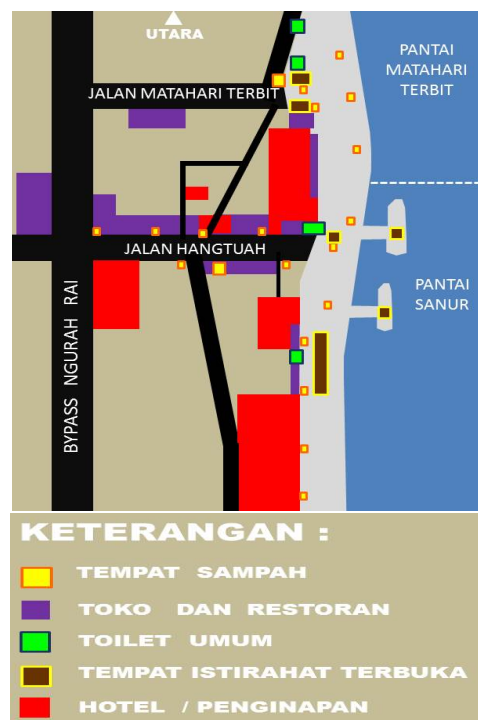 UTARA
PANTAI
MATAHARI
TERBIT
JALAN MATAHARI TERBIT
JALAN HANGTUAH
PANTAI
SANUR
BYPASS NGURAH RAI
KETERANGAN :
TEMPAT SAMPAH
TOKO DAN RESTORAN
TOILET UMUM
TEMPAT ISTIRAHAT TERBUKA
HOTEL / PENGINAPAN